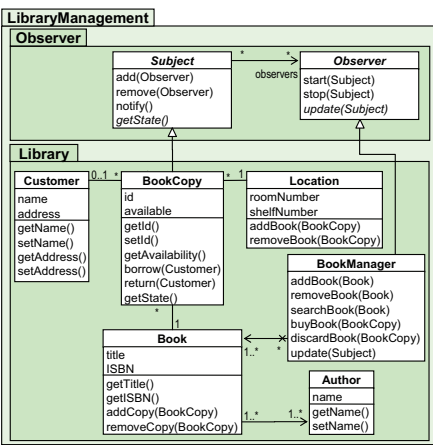 LibraryManagement
Observer
Subject
add(Observer)
remove(Observer)
notify()
getState()
*
*
observers
Observer
start(Subject)
stop(Subject)
update(Subject)
Library
Customer
name
address
getName()
setName()
getAddress()
setAddress()
0..1
*
BookCopy
id
available
getId()
setId()
getAvailability()
borrow(Customer)
return(Customer)
getState()
*
1
Location
roomNumber
shelfNumber
addBook(BookCopy)
removeBook(BookCopy)
BookManager
addBook(Book)
removeBook(Book)
searchBook(Book)
buyBook(BookCopy)
discardBook(BookCopy)
update(Subject)
*
1
Book
title
ISBN
getTitle()
getISBN()
addCopy(BookCopy)
removeCopy(BookCopy)
1..*
*
1..*
1..*
Author
name
getName()
setName()